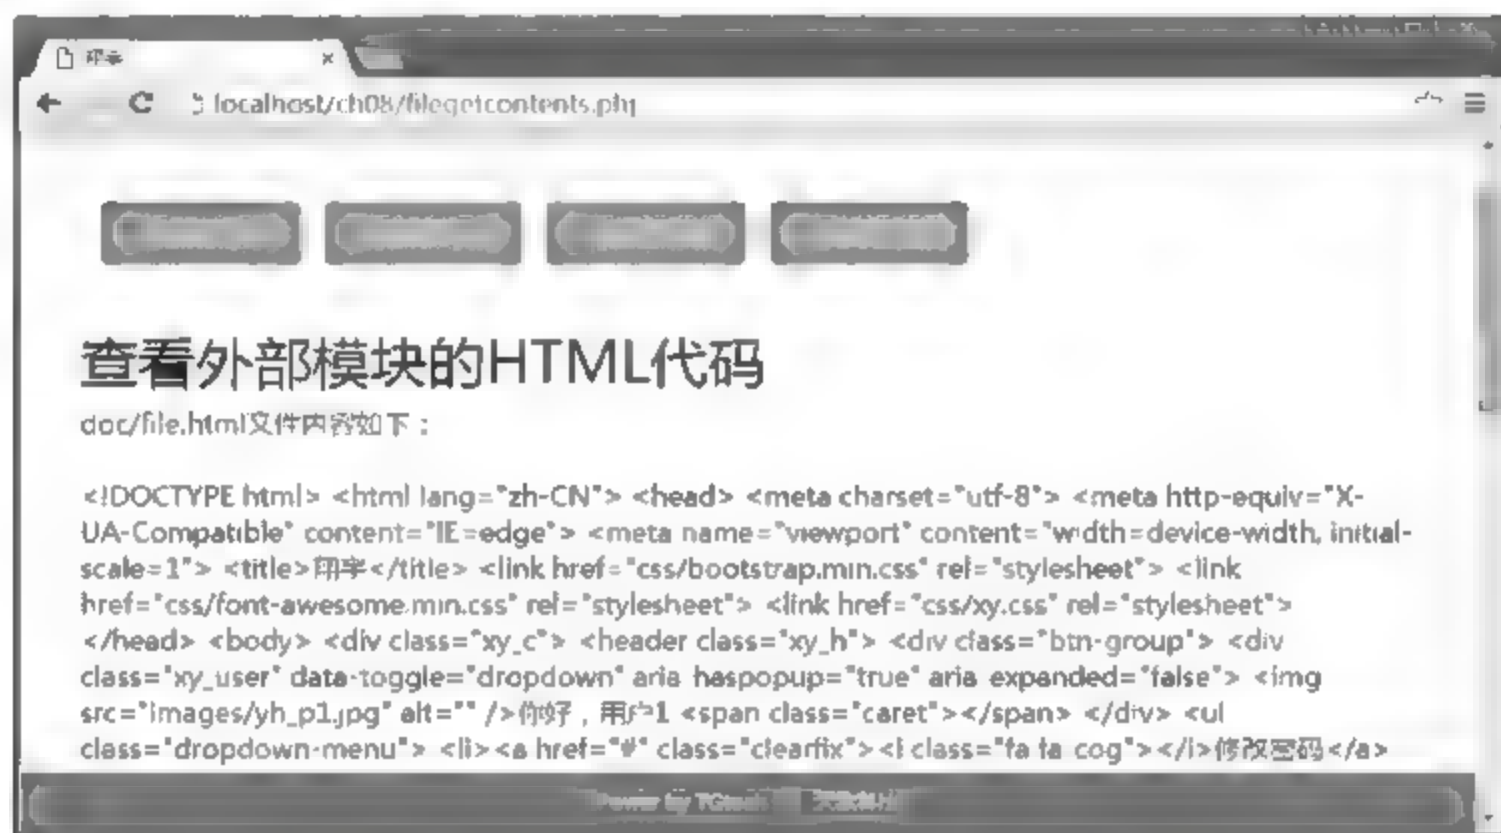 localhost/ch08/filegetcontents.php
查看外部模块的HTML代码
doc/file.html文件内容如下：
<!DOCTYPE html> <html lang="zh-CN"> <head> <meta charset="utf-8"> <meta http-equiv="X-
UA-Compatible" content="IE=edge"> <meta name="viewport" content="width=device-width, initial-
scale=1"> <title>翔宇</title> <link href="css/bootstrap.min.css" rel="stylesheet"> <link
href="css/font-awesome.min.css" rel="stylesheet"> <link href="css/xy.css" rel="stylesheet">
</head> <body> <div class="xy_c"> <header class="xy_h"> <div class="btn-group"> <div
class="xy_user" data-toggle="dropdown" aria-haspopup="true" aria-expanded="false"> <img
src="images/yh_p1.jpg" alt="" />你好，用户1 <span class="caret"></span> </div> <ul
class="dropdown-menu"> <li><a href="#" class="clearfix"><i class="fa fa-cog"></i>修改密码</a>
Power by